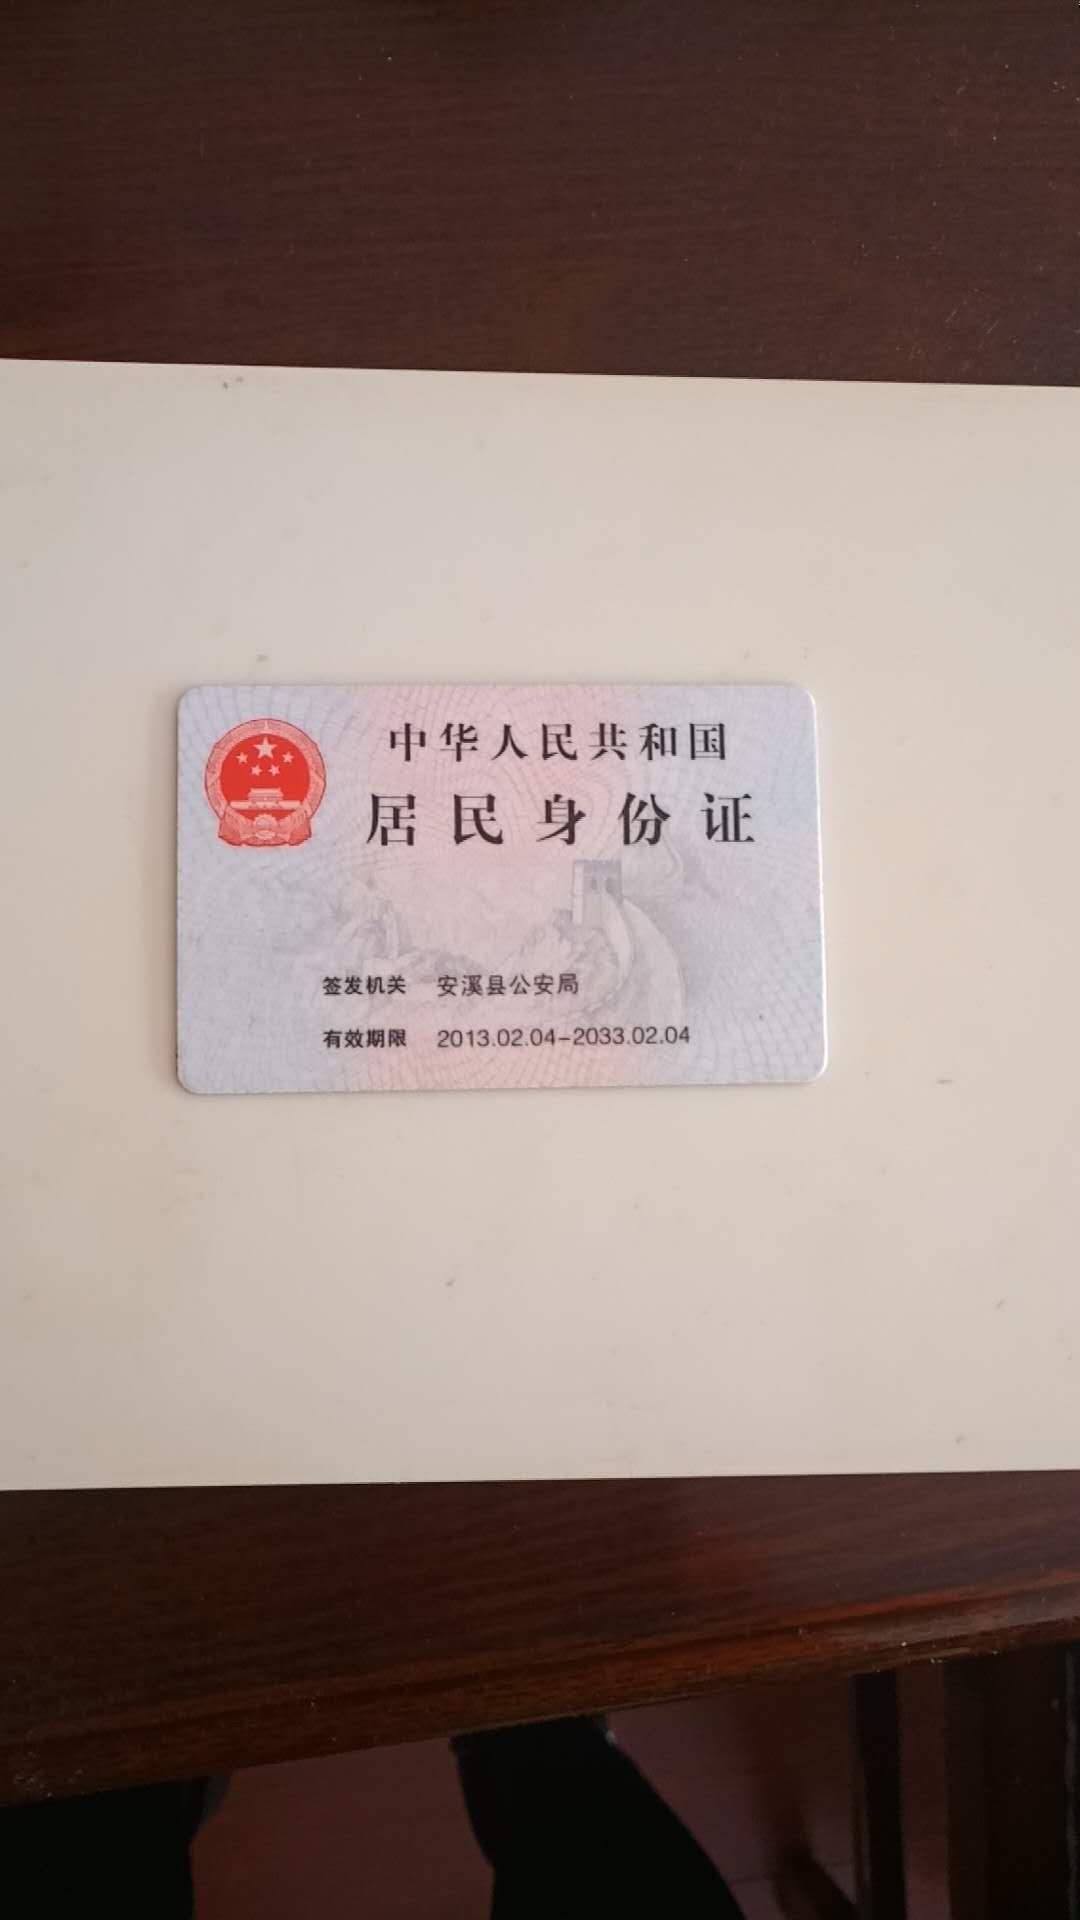 中华人民共和国
居民身份证
签发机关 安溪县公安局
有效期限 2013.02.04-2033.02.04